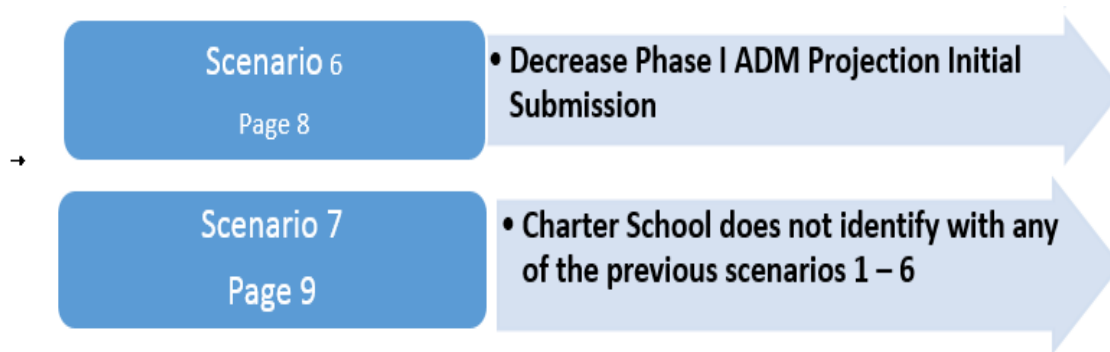 Scenario 6
Page 8
• Decrease Phase I ADM Projection Initial
Submission
Scenario 7
Page 9
• Charter School does not identify with any
of the previous scenarios 1 – 6